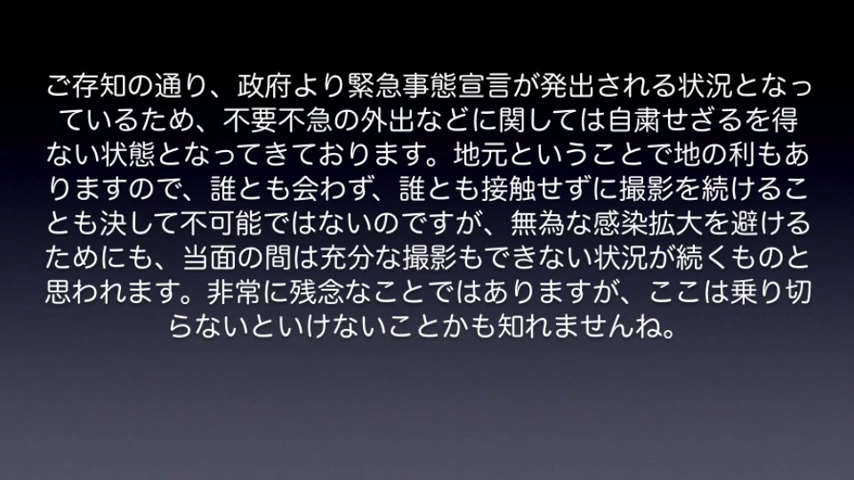 ご存知の通り、政府より緊急事態宣言が発出される状況となっ
ているため、不要不急の外出などに関しては自粛せざるを得
ない状態となってきております。地元ということで地の利もあ
りますので、誰とも会わず、誰とも接触せずに撮影を続けるこ
とも決して不可能ではないのですが、無為な感染拡大を避ける
ためにも、当面の間は充分な撮影もできない状況が続くものと
思われます。非常に残念なことではありますが、ここは乗り切
らないといけないことかも知れませんね。